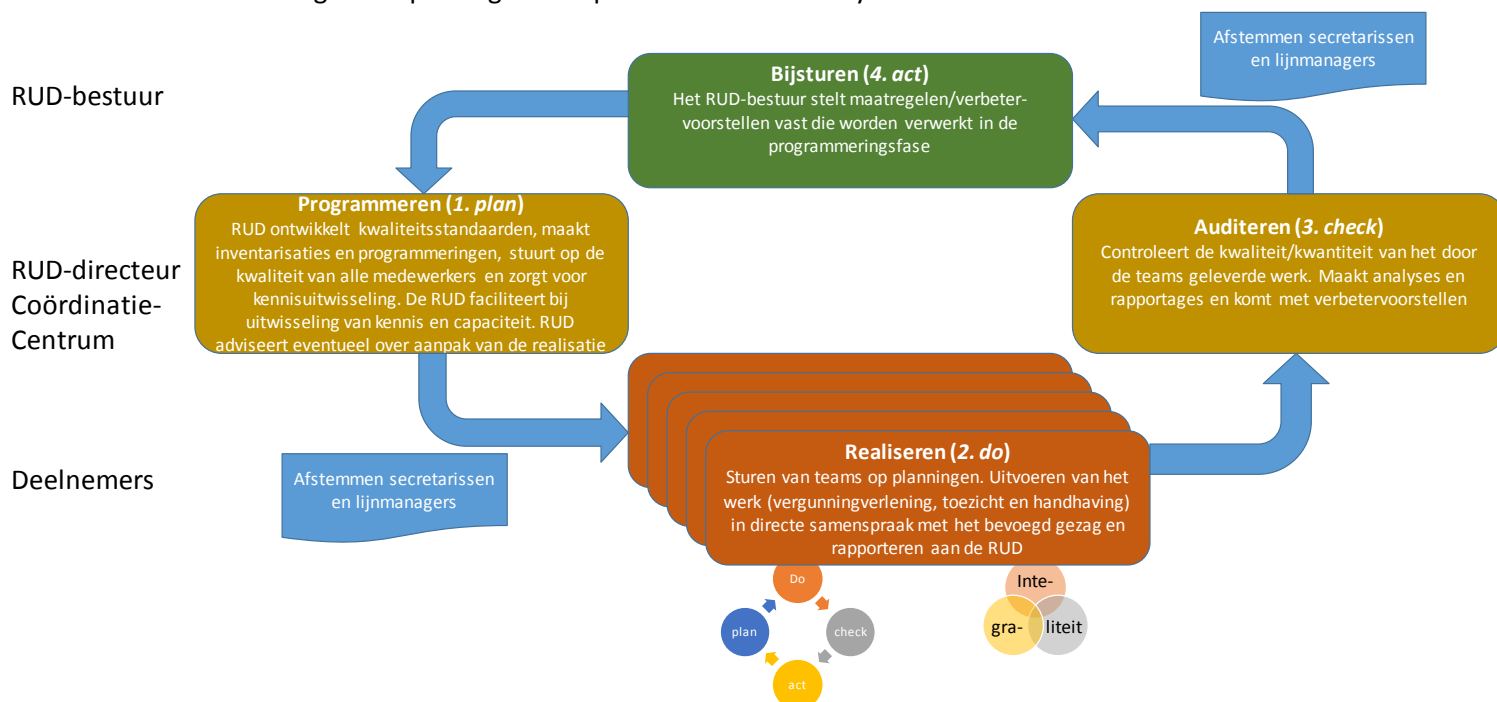 RUD-bestuur
Afstemmen secretarissen
en lijnmanagers
Bijsturen (4. act)
Het RUD-bestuur stelt maatregelen/verbeter-
voorstellen vast die worden verwerkt in de
programmeringsfase
RUD-directeur
Coördinatie-
Centrum
Programmeren (1. plan)
RUD ontwikkelt kwaliteitsstandaarden, maakt
inventarisaties en programmeringen, stuurt op de
kwaliteit van alle medewerkers en zorgt voor
kennisuitwisseling. De RUD faciliteert bij
uitwisseling van kennis en capaciteit. RUD
adviseert eventueel over aanpak van de realisatie
Auditeren (3. check)
Controleert de kwaliteit/kwantiteit van het door
de teams geleverde werk. Maakt analyses en
rapportages en komt met verbetervoorstellen
Deelnemers
Afstemmen secretarissen
en lijnmanagers
Realiseren (2. do)
Sturen van teams op planningen. Uitvoeren van het
werk (vergunningverlening, toezicht en handhaving)
in directe samenspraak met het bevoegd gezag en
rapporteren aan de RUD
Do
plan
check
act
Inte-
gra-
liteit